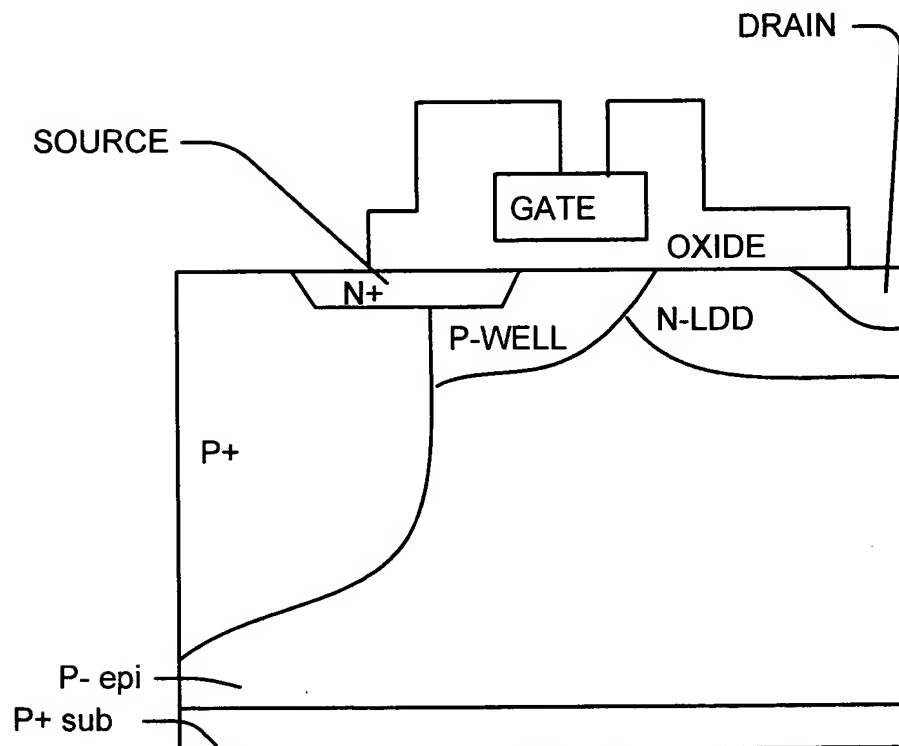 DRAIN
SOURCE
GATE
OXIDE
N+
P-WELL
N-LDD
P+
P- epi
P+ sub